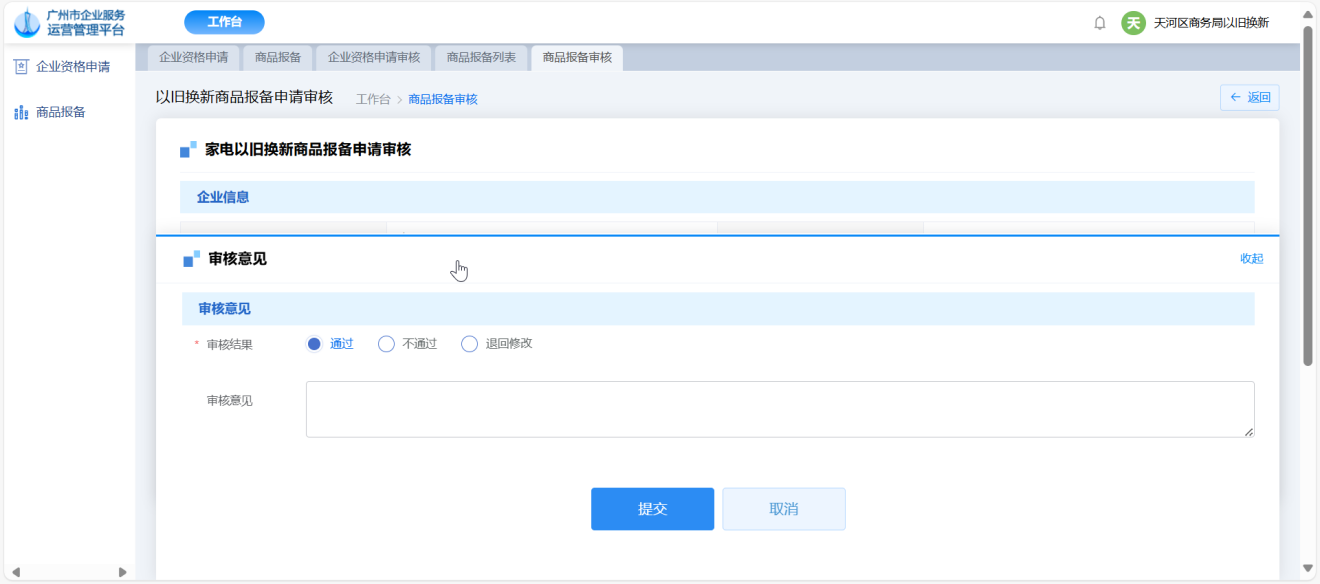 广州市企业服务
运营管理平台
工作台
天
天河区商务局以旧换新
企业资格申请
商品报备
企业资格申请
商品报备
企业资格申请审核
商品报备列表
商品报备审核
以旧换新商品报备申请审核
工作台 > 商品报备审核
← 返回
家电以旧换新商品报备申请审核
企业信息
审核意见
收起
审核意见
* 审核结果
通过
不通过
退回修改
审核意见
提交
取消